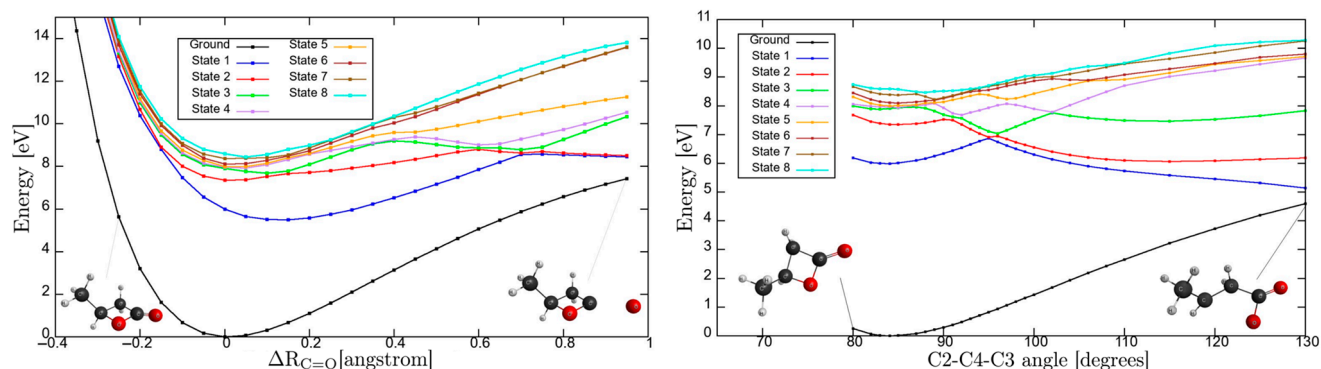 14
12
10
8
6
4
2
0
Energy [eV]
Ground
State 1
State 2
State 3
State 4
State 5
State 6
State 7
State 8
−0.4
−0.2
0
0.2
0.4
0.6
0.8
1
ΔR_C=O[angstrom]
11
10
9
8
7
6
5
4
3
2
1
0
Energy [eV]
Ground
State 1
State 2
State 3
State 4
State 5
State 6
State 7
State 8
70
80
90
100
110
120
130
C2-C4-C3 angle [degrees]